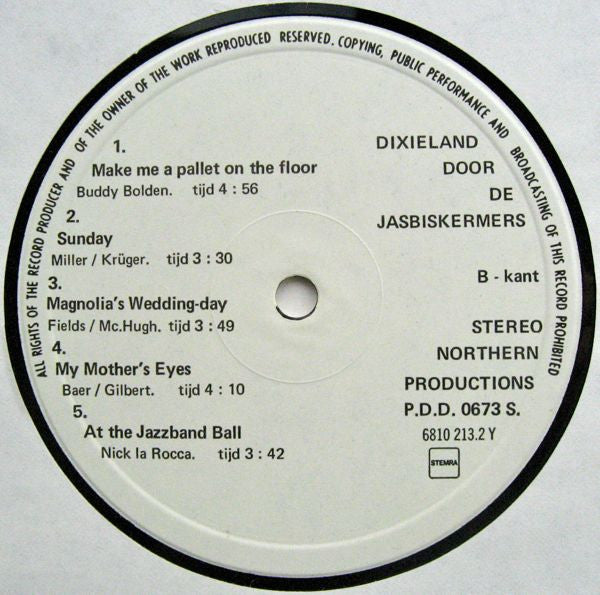 ALL RIGHTS OF THE RECORD PRODUCER AND OF THE OWNER OF THE WORK REPRODUCED RESERVED. COPYING, PUBLIC PERFORMANCE AND BROADCASTING OF THIS RECORD PROHIBITED
1.
Make me a pallet on the floor
Buddy Bolden. tijd 4 : 56
2.
Sunday
Miller / Krüger. tijd 3 : 30
3.
Magnolia's Wedding-day
Fields / Mc.Hugh. tijd 3 : 49
4.
My Mother's Eyes
Baer / Gilbert. tijd 4 : 10
5.
At the Jazzband Ball
Nick la Rocca. tijd 3 : 42
DIXIELAND
DOOR
DE
JASBISKERMERS
B - kant
STEREO
NORTHERN
PRODUCTIONS
P.D.D. 0673 S.
6810 213.2 Y
STEMRA